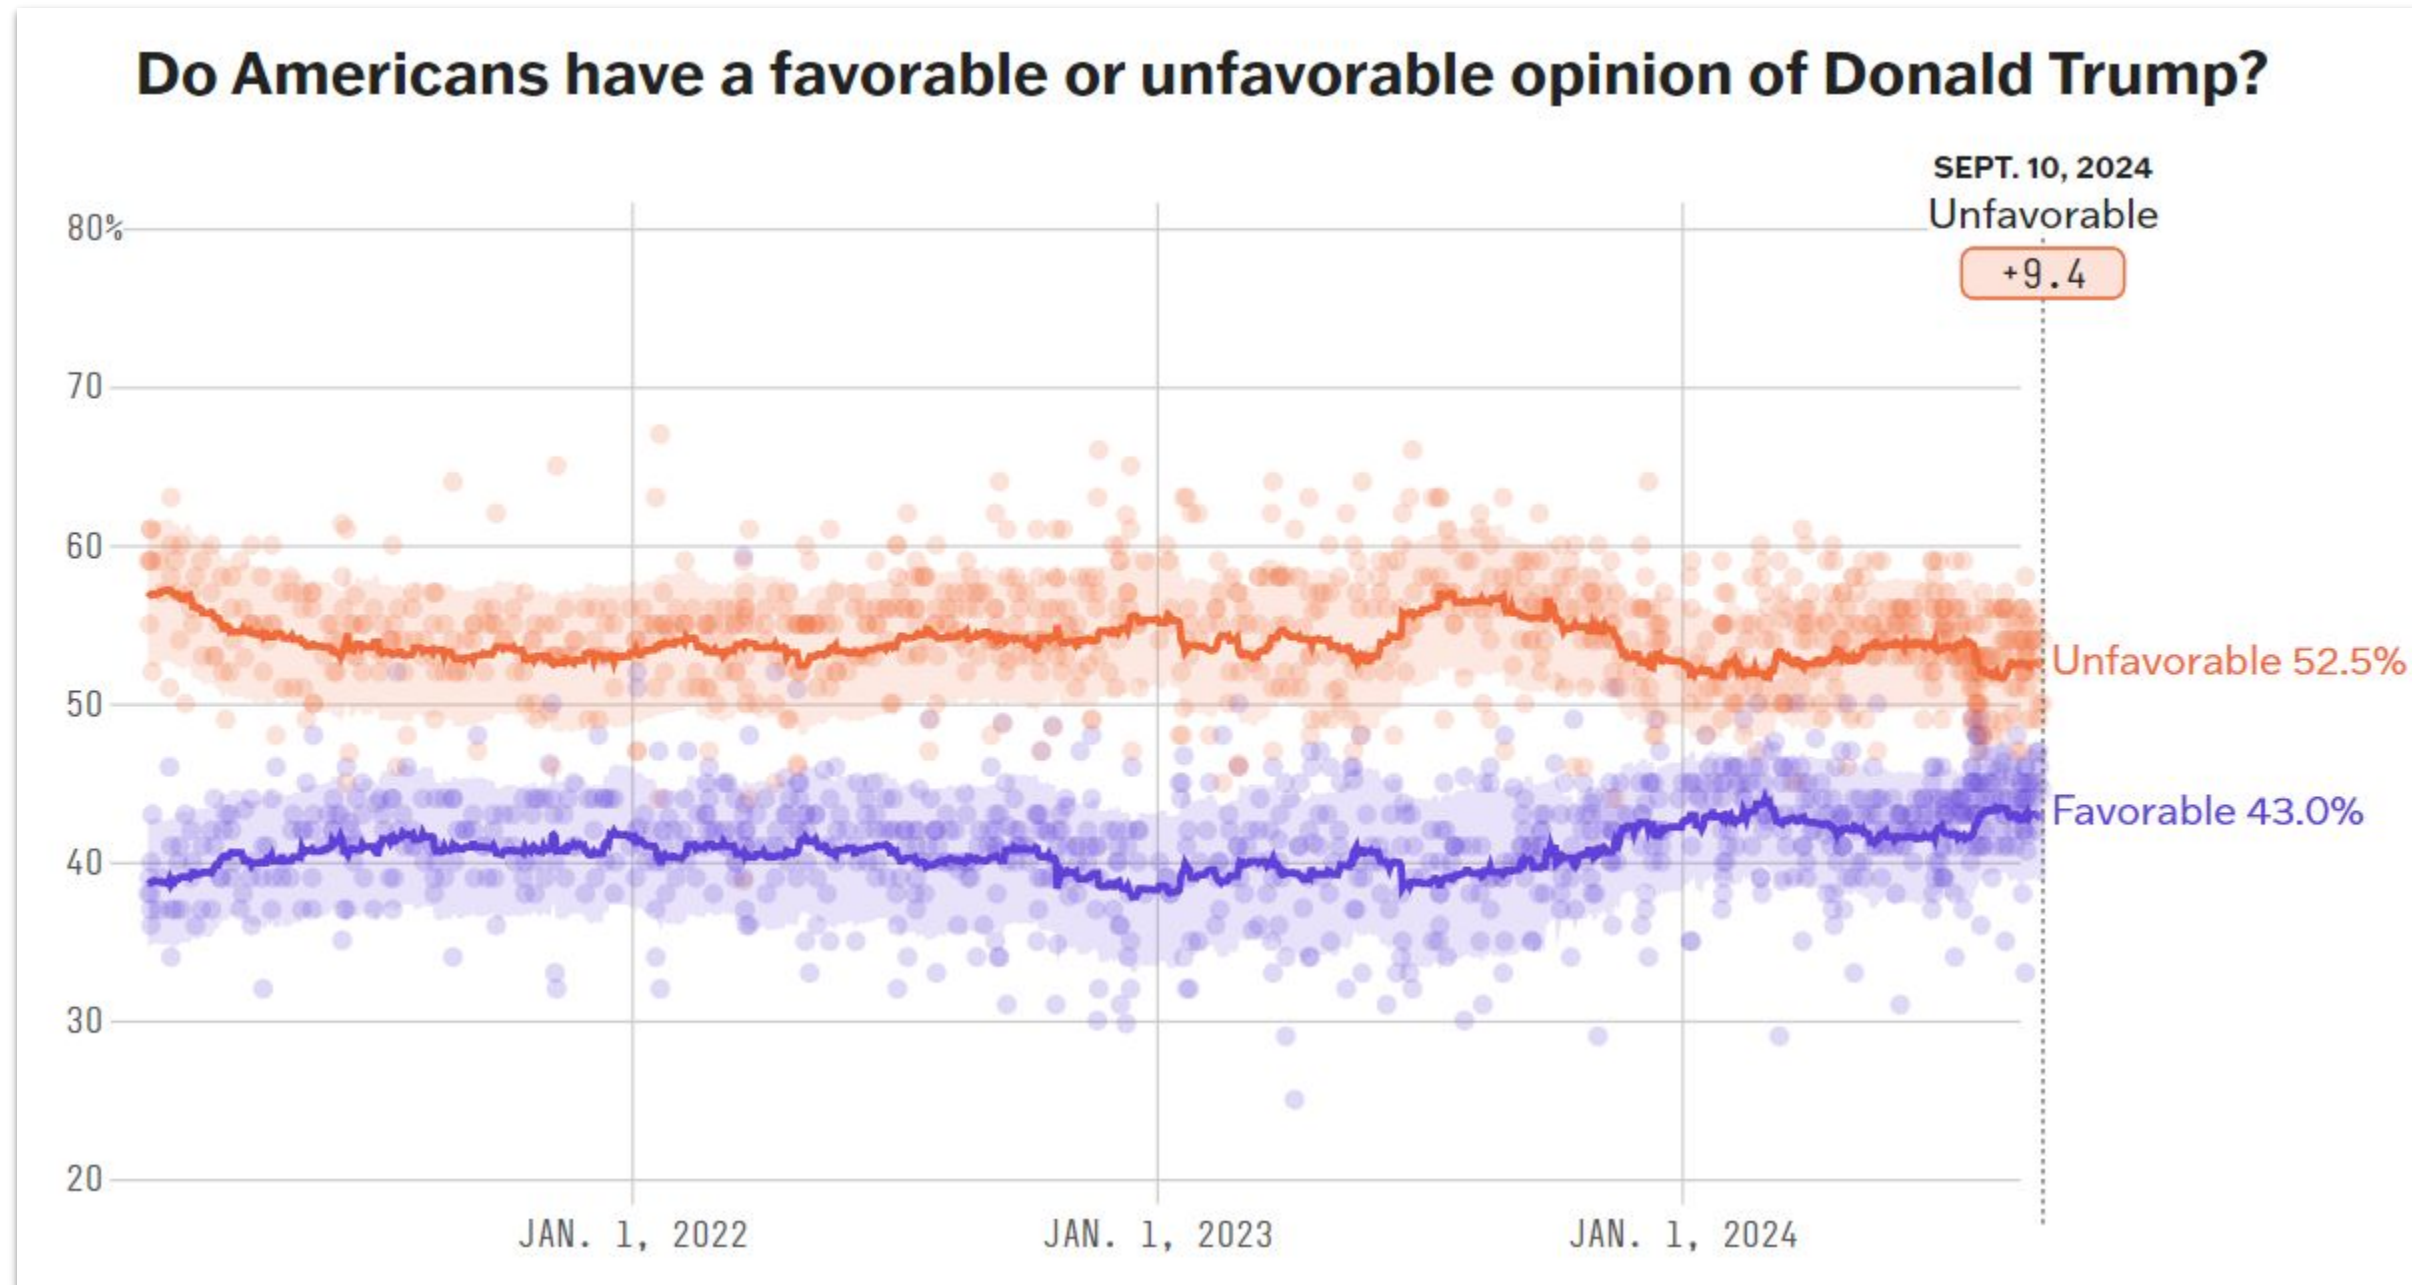 Do Americans have a favorable or unfavorable opinion of Donald Trump?
SEPT. 10, 2024
Unfavorable
+9.4
80%
70
60
50
40
30
20
Unfavorable 52.5%
Favorable 43.0%
JAN. 1, 2022
JAN. 1, 2023
JAN. 1, 2024